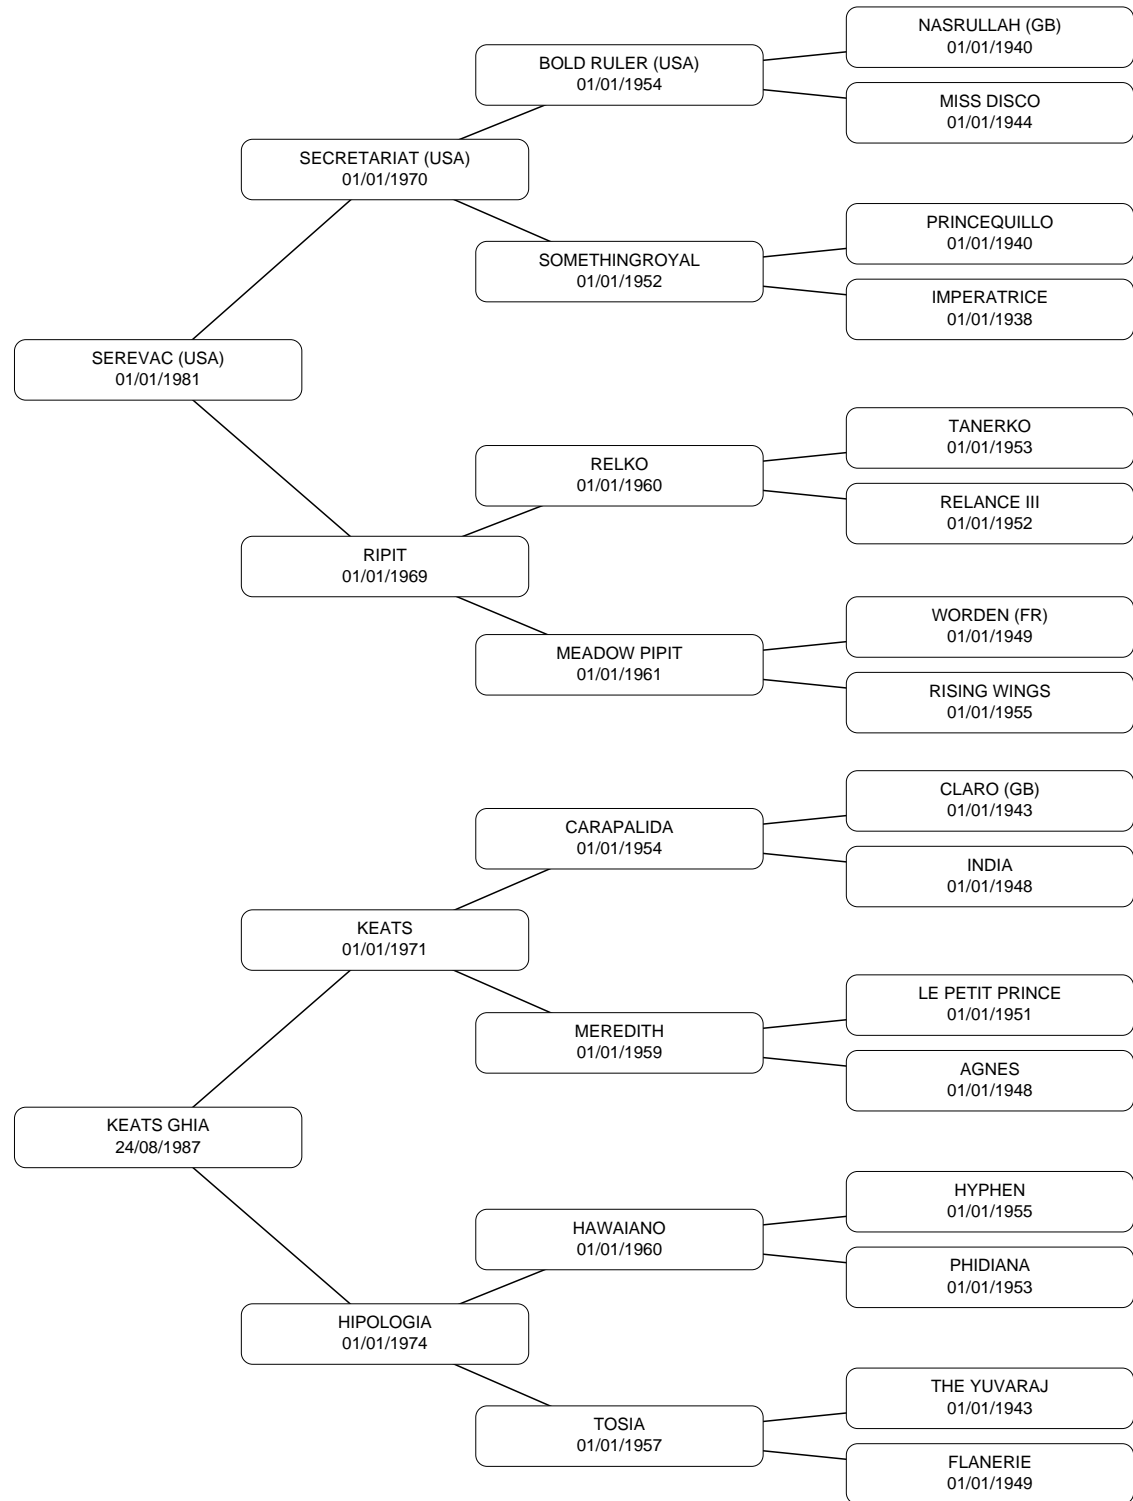 NASRULLAH (GB)
01/01/1940
BOLD RULER (USA)
01/01/1954
MISS DISCO
01/01/1944
SECRETARIAT (USA)
01/01/1970
PRINCEQUILLO
01/01/1940
SOMETHINGROYAL
01/01/1952
IMPERATRICE
01/01/1938
SEREVAC (USA)
01/01/1981
TANERKO
01/01/1953
RELKO
01/01/1960
RELANCE III
01/01/1952
RIPIT
01/01/1969
WORDEN (FR)
01/01/1949
MEADOW PIPIT
01/01/1961
RISING WINGS
01/01/1955
CLARO (GB)
01/01/1943
CARAPALIDA
01/01/1954
INDIA
01/01/1948
KEATS
01/01/1971
LE PETIT PRINCE
01/01/1951
MEREDITH
01/01/1959
AGNES
01/01/1948
KEATS GHIA
24/08/1987
HYPHEN
01/01/1955
HAWAIANO
01/01/1960
PHIDIANA
01/01/1953
HIPOLOGIA
01/01/1974
THE YUVARAJ
01/01/1943
TOSIA
01/01/1957
FLANERIE
01/01/1949